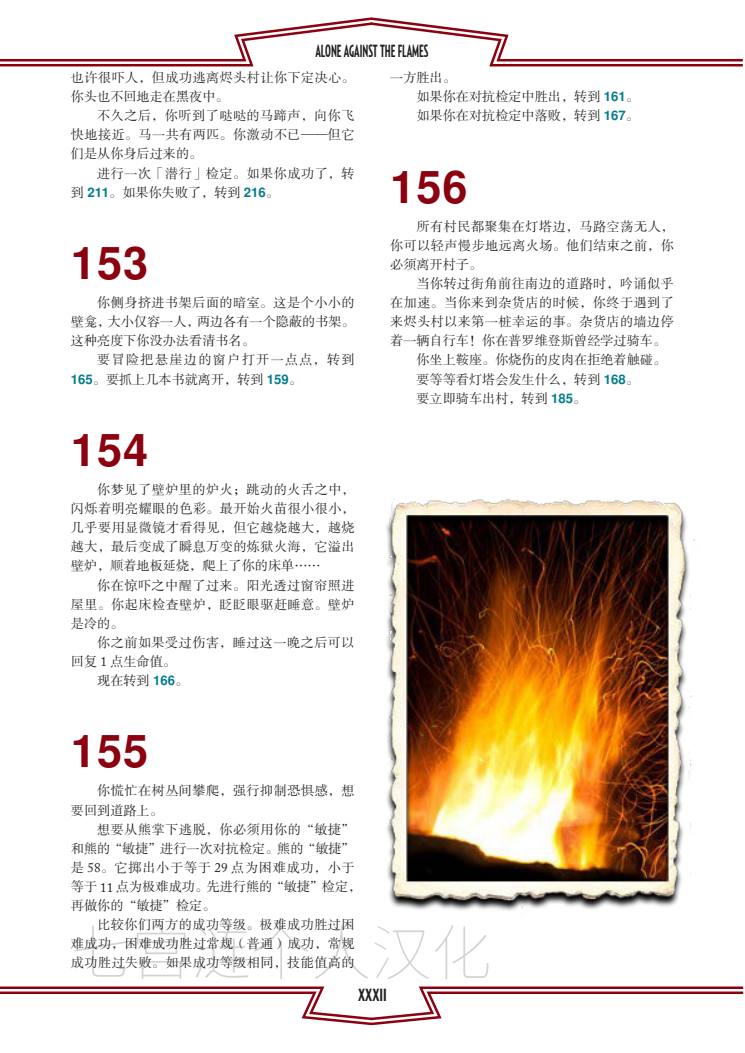 ALONE AGAINST THE FLAMES
也许很吓人，但成功逃离烬头村让你下定决心。
你头也不回地走在黑夜中。
不久之后，你听到了哒哒的马蹄声，向你飞
快地接近。马一共有两匹。你激动不已——但它
们是从你身后过来的。
进行一次「潜行」检定。如果你成功了，转
到 211。如果你失败了，转到 216。
153
你侧身挤进书架后面的暗室。这是个小小的
壁龛，大小仅容一人，两边各有一个隐蔽的书架。
这种亮度下你没办法看清书名。
要冒险把悬崖边的窗户打开一点点，转到
165。要抓上几本书就离开，转到 159。
154
你梦见了壁炉里的炉火；跳动的火舌之中，
闪烁着明亮耀眼的色彩。最开始火苗很小很小，
几乎要用显微镜才看得见，但它越烧越大，越烧
越大，最后变成了瞬息万变的炼狱火海，它溢出
壁炉，顺着地板延烧，爬上了你的床单……
你在惊吓之中醒了过来。阳光透过窗帘照进
屋里。你起床检查壁炉，眨眨眼驱赶睡意。壁炉
是冷的。
你之前如果受过伤害，睡过这一晚之后可以
回复 1 点生命值。
现在转到 166。
155
你慌忙在树丛间攀爬，强行抑制恐惧感，想
要回到道路上。
想要从熊掌下逃脱，你必须用你的“敏捷”
和熊的“敏捷”进行一次对抗检定。熊的“敏捷”
是 58。它掷出小于等于 29 点为困难成功，小于
等于 11 点为极难成功。先进行熊的“敏捷”检定，
再做你的“敏捷”检定。
比较你们两方的成功等级。极难成功胜过困
难成功，困难成功胜过常规（普通）成功，常规
成功胜过失败。如果成功等级相同，技能值高的
一方胜出。
如果你在对抗检定中胜出，转到 161。
如果你在对抗检定中落败，转到 167。
156
所有村民都聚集在灯塔边，马路空荡无人，
你可以轻声慢步地远离火场。他们结束之前，你
必须离开村子。
当你转过街角前往南边的道路时，吟诵似乎
在加速。当你来到杂货店的时候，你终于遇到了
来烬头村以来第一桩幸运的事。杂货店的墙边停
着一辆自行车！你在普罗维登斯曾经学过骑车。
你坐上鞍座。你烧伤的皮肉在拒绝着触碰。
要等等看灯塔会发生什么，转到 168。
要立即骑车出村，转到 185。
七宫涟个人汉化
XXXII